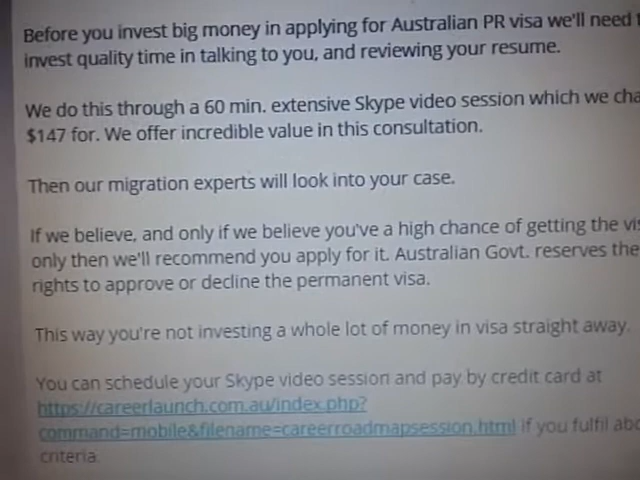 Before you invest big money in applying for Australian PR visa we'll need
invest quality time in talking to you, and reviewing your resume.
We do this through a 60 min. extensive Skype video session which we
$147 for. We offer incredible value in this consultation.
Then our migration experts will look into your case.
If we believe, and only if we believe you've a high chance of getting the
only then we'll recommend you apply for it. Australian Govt. reserves the
rights to approve or decline the permanent visa.
This way you're not investing a whole lot of money in visa straight away.
You can schedule your Skype video session and pay by credit card at
https://careerlaunch.com.au/index.php?
command=mobile&filename=careerroadmapsession.html if you fulfil
criteria.